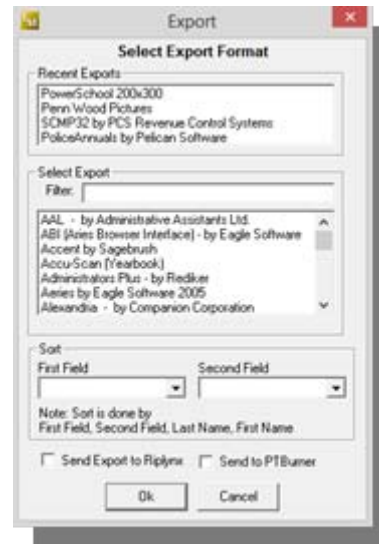 Export
Select Export Format
Recent Exports
PowerSchool 200x300
Penn Wood Pictures
SCMP32 by PCS Revenue Control Systems
PoliceAnnuals by Pelican Software
Select Export
Filter:
AAL - by Administrative Assistants Ltd.
ABI (Aries Browser Interface) - by Eagle Software
Accent by Sagebrush
Accu-Scan (Yearbook)
Administrators Plus - by Rediker
Aeries by Eagle Software 2005
Alexandria - by Companion Corporation
Sort
First Field Second Field
Note: Sort is done by
First Field, Second Field, Last Name, First Name
Send Export to Riplynx Send to PTBurner
Ok Cancel